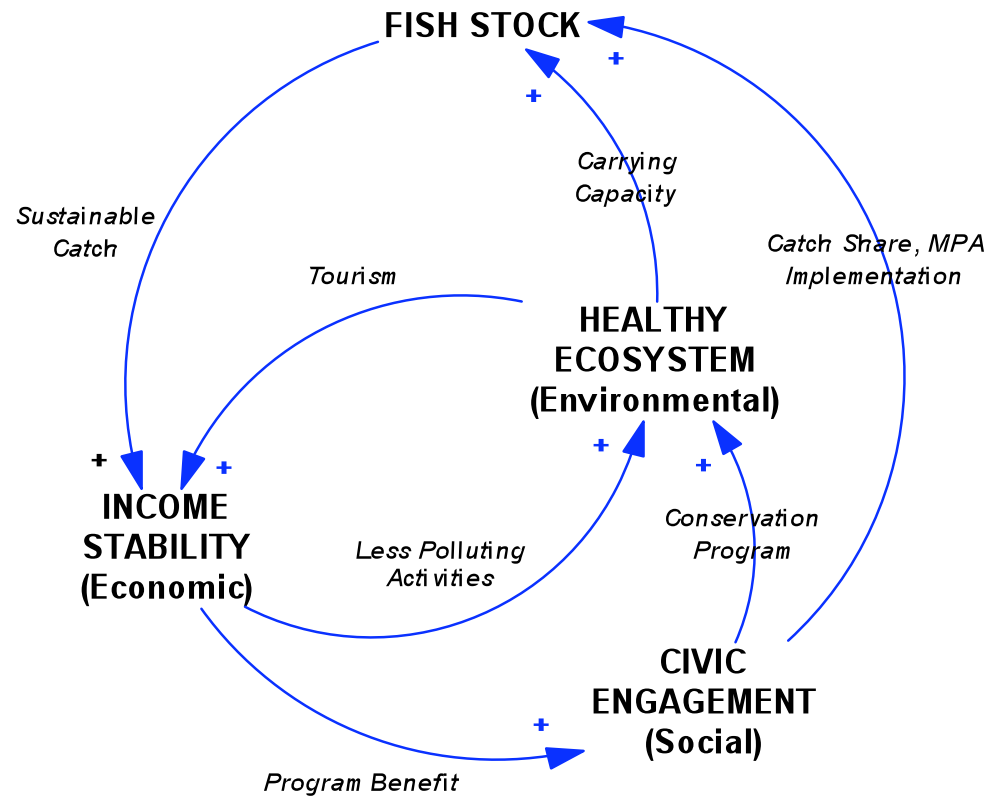 FISH STOCK
+
+
Carrying
Capacity
Sustainable
Catch
Catch Share, MPA
Implementation
Tourism
HEALTHY
ECOSYSTEM
(Environmental)
+
+
+
+
INCOME
STABILITY
(Economic)
Conservation
Program
Less Polluting
Activities
CIVIC
ENGAGEMENT
(Social)
+
Program Benefit